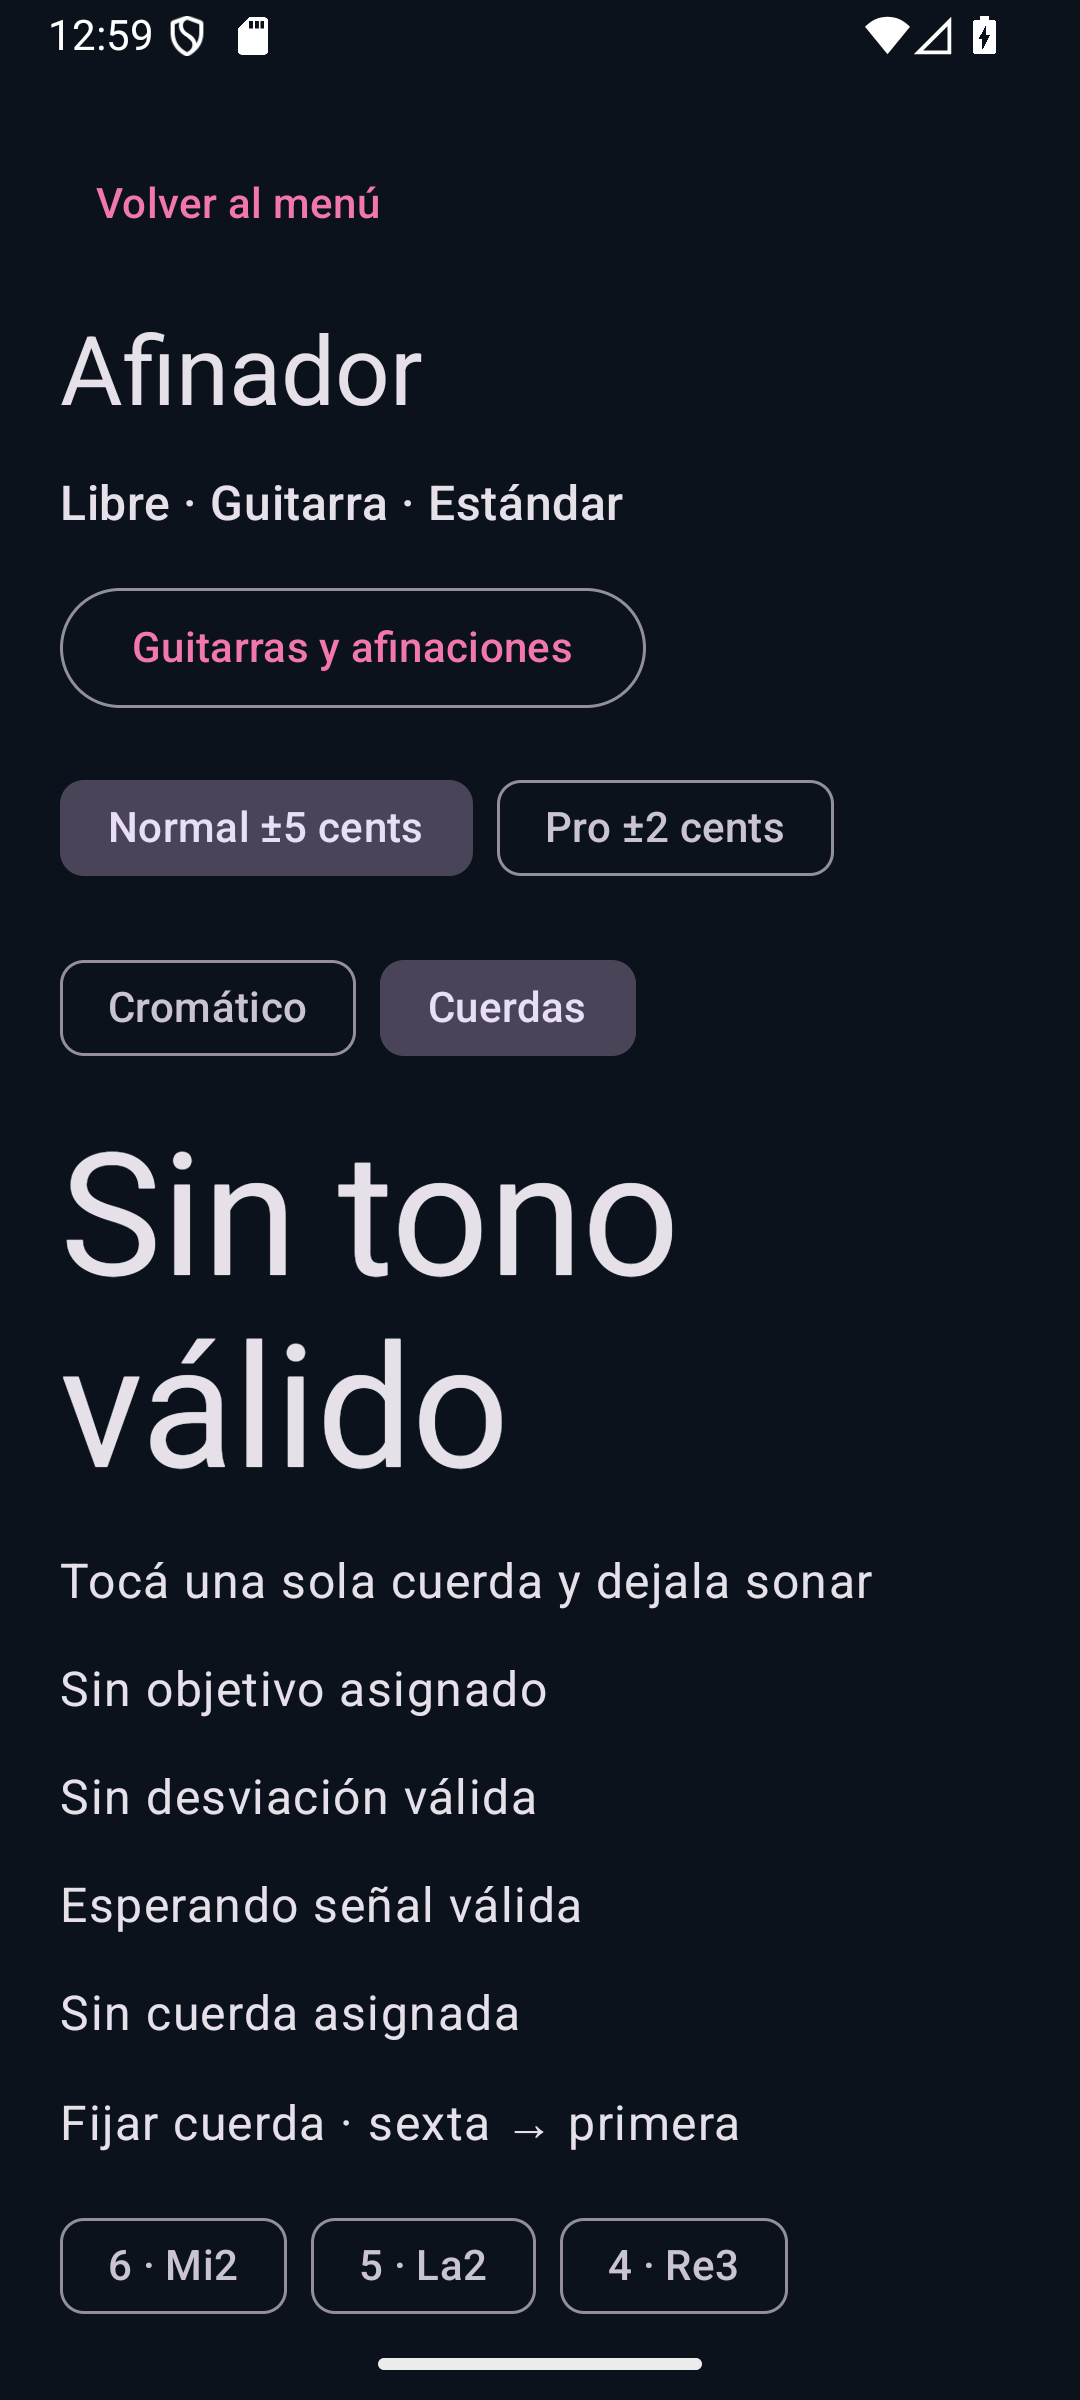 12:59
Volver al menú
Afinador
Libre · Guitarra · Estándar
Guitarras y afinaciones
Normal ±5 cents
Pro ±2 cents
Cromático
Cuerdas
Sin tono
válido
Tocá una sola cuerda y dejala sonar
Sin objetivo asignado
Sin desviación válida
Esperando señal válida
Sin cuerda asignada
Fijar cuerda · sexta → primera
6 · Mi2
5 · La2
4 · Re3